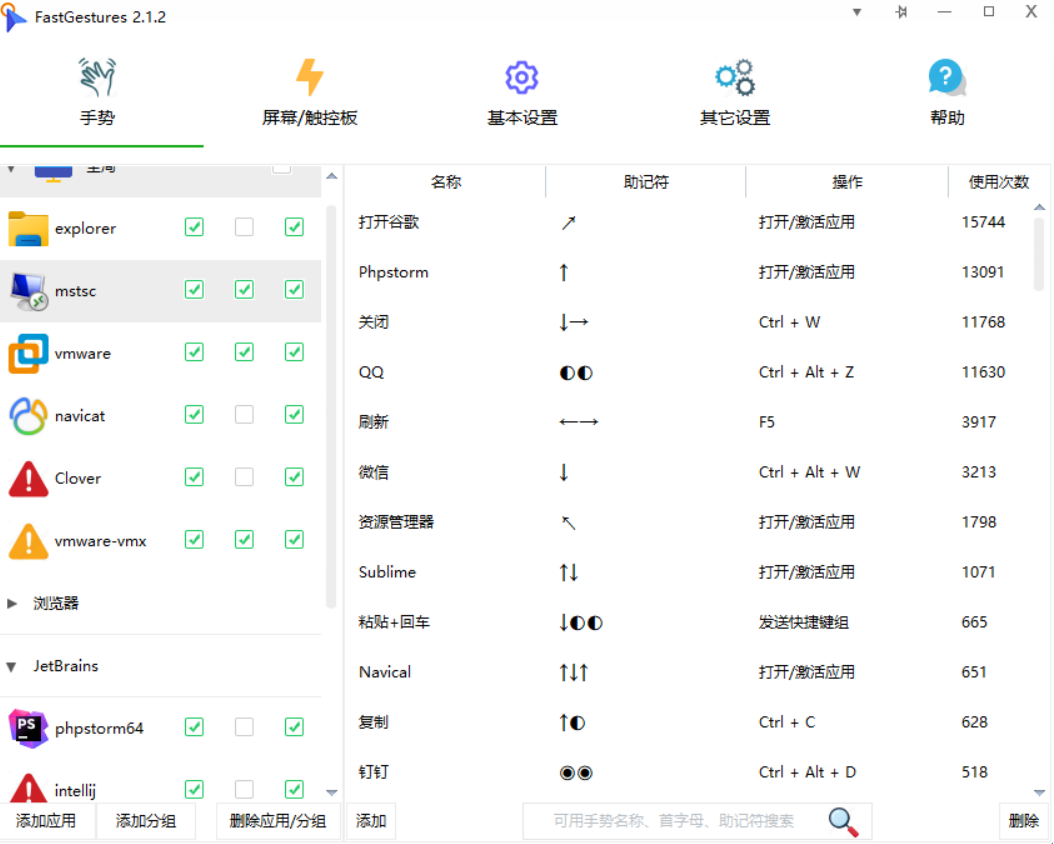 FastGestures 2.1.2
手势 屏幕/触控板 基本设置 其它设置 帮助
全局
explorer
mstsc
vmware
navicat
Clover
vmware-vmx
浏览器
JetBrains
phpstorm64
intellij
添加应用 添加分组 删除应用/分组
名称 助记符 操作 使用次数
打开谷歌 ↗ 打开/激活应用 15744
Phpstorm ↑ 打开/激活应用 13091
关闭 ↓→ Ctrl + W 11768
QQ ◐◐ Ctrl + Alt + Z 11630
刷新 ←→ F5 3917
微信 ↓ Ctrl + Alt + W 3213
资源管理器 ↖ 打开/激活应用 1798
Sublime ↑↓ 打开/激活应用 1071
粘贴+回车 ↓◐◐ 发送快捷键组 665
Navical ↑↓↑ 打开/激活应用 651
复制 ↑◐ Ctrl + C 628
钉钉 ◉◉ Ctrl + Alt + D 518
添加 可用手势名称、首字母、助记符搜索 删除